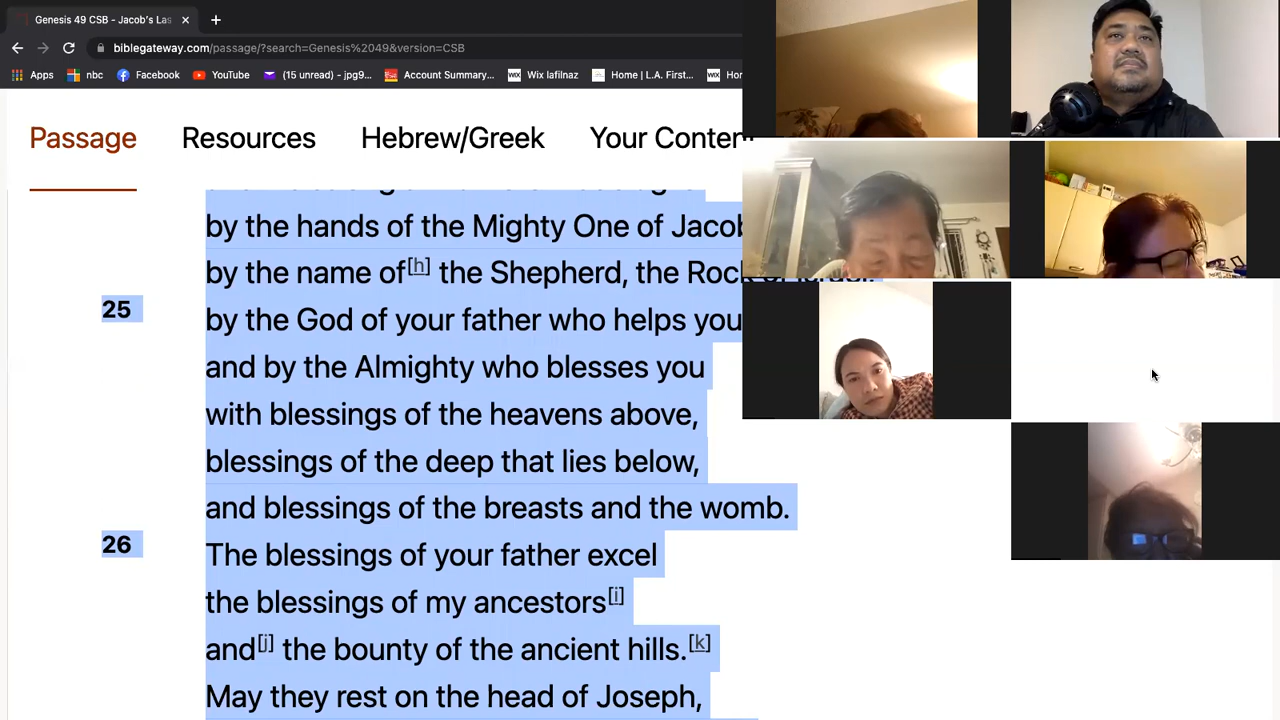 Genesis 49 CSB – Jacob's Las
biblegateway.com/passage/?search=Genesis%2049&version=CSB
Apps nbc Facebook YouTube (15 unread) - jpg9... Account Summary... Wix lafilnaz Home | L.A. First... Hor
Passage Resources Hebrew/Greek Your Conten
by the hands of the Mighty One of Jacob
by the name of[h] the Shepherd, the Rock of Israel.
25 by the God of your father who helps you
and by the Almighty who blesses you
with blessings of the heavens above,
blessings of the deep that lies below,
and blessings of the breasts and the womb.
26 The blessings of your father excel
the blessings of my ancestors[i]
and[j] the bounty of the ancient hills.[k]
May they rest on the head of Joseph,